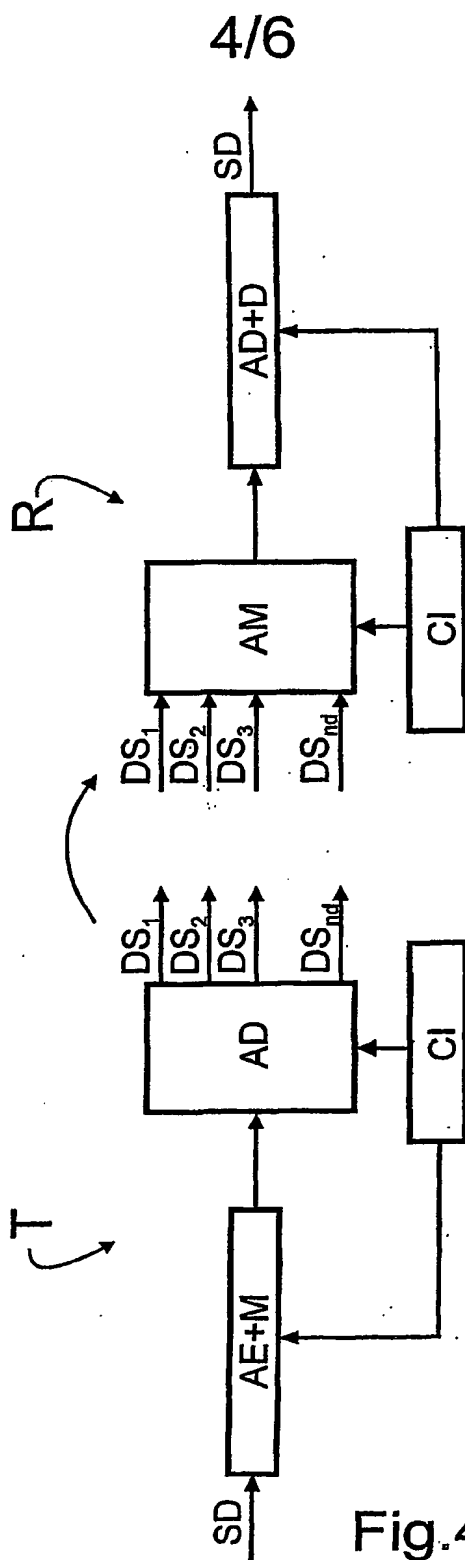 4/6
T
R
SD
AE+M
AD
DS₁
DS₂
DS₃
DSₙd
CI
DS₁
DS₂
DS₃
DSₙd
AM
AD+D
SD
CI
Fig.4